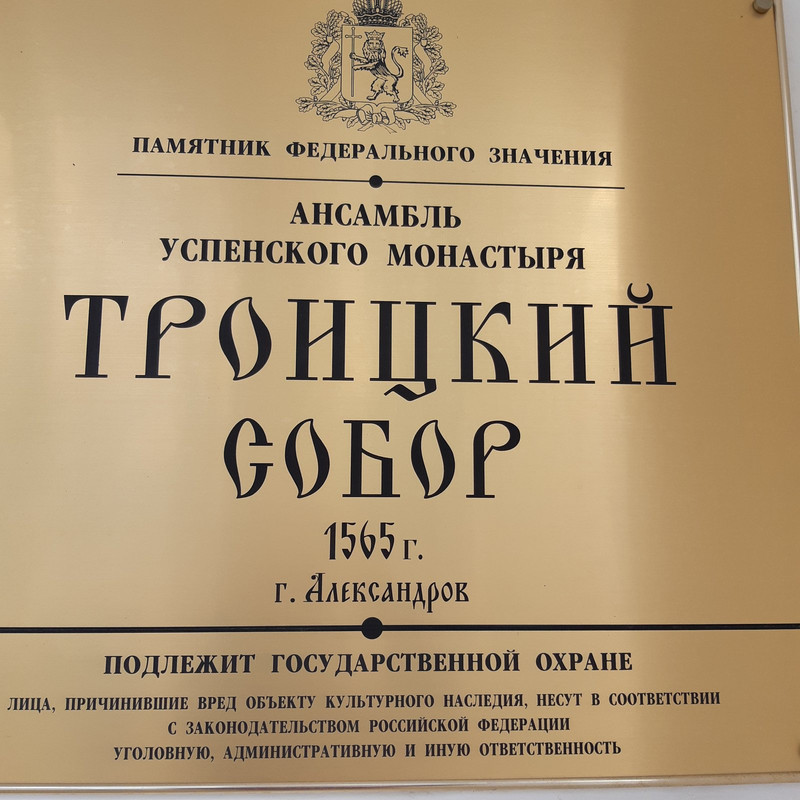 ПАМЯТНИК ФЕДЕРАЛЬНОГО ЗНАЧЕНИЯ
АНСАМБЛЬ
УСПЕНСКОГО МОНАСТЫРЯ
ТРОИЦКИЙ
СОБОР
1565 г.
г. Александров
ПОДЛЕЖИТ ГОСУДАРСТВЕННОЙ ОХРАНЕ
ЛИЦА, ПРИЧИНИВШИЕ ВРЕД ОБЪЕКТУ КУЛЬТУРНОГО НАСЛЕДИЯ, НЕСУТ В СООТВЕТСТВИИ
С ЗАКОНОДАТЕЛЬСТВОМ РОССИЙСКОЙ ФЕДЕРАЦИИ
УГОЛОВНУЮ, АДМИНИСТРАТИВНУЮ И ИНУЮ ОТВЕТСТВЕННОСТЬ